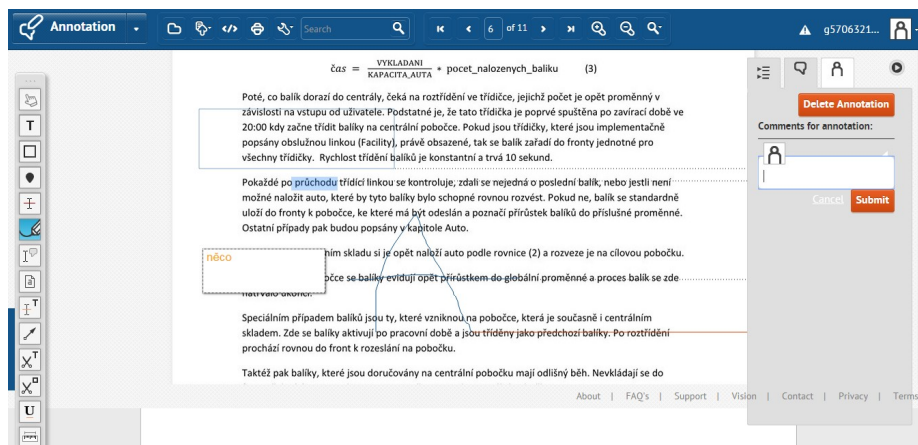 Annotation
</>
Search
6 of 11
g5706321...
čas = VYKLADANI / KAPACITA_AUTA * pocet_nalozenych_baliku (3)
Poté, co balík dorazí do centrály, čeká na roztřídění ve třídičce, jejichž počet je opět proměnný v
závislosti na vstupu od uživatele. Podstatné je, že tato třídička je poprvé spuštěna po zavírací době ve
20:00 kdy začne třídit balíky na centrální pobočce. Pokud jsou třídičky, které jsou implementačně
popsány obslužnou linkou (Facility), právě obsazené, tak se balík zařadí do fronty jednotné pro
všechny třídičky. Rychlost třídění balíků je konstantní a trvá 10 sekund.
Pokaždé po průchodu třídící linkou se kontroluje, zdali se nejedná o poslední balík, nebo jestli není
možné naložit auto, které by tyto balíky bylo schopné rovnou rozvést. Pokud ne, balík se standardně
uloží do fronty k pobočce, ke které má být odeslán a poznačí přírůstek balíků do příslušné proměnné.
Ostatní případy pak budou popsány v kapitole Auto.
něco
ním skladu si je opět naloží auto podle rovnice (2) a rozveze je na cílovou pobočku.
očce se balíky evidují opět přírůstkem do globální proměnné a proces balík se zde
natrvalo ukončí.
Speciálním případem balíků jsou ty, které vzniknou na pobočce, která je současně i centrálním
skladem. Zde se balíky aktivují po pracovní době a jsou tříděny jako předchozí balíky. Po roztřídění
prochází rovnou do front k rozeslání na pobočku.
Taktéž pak balíky, které jsou doručovány na centrální pobočku mají odlišný běh. Nevkládají se do
Delete Annotation
Comments for annotation:
Cancel Submit
About | FAQ's | Support | Vision | Contact | Privacy | Terms